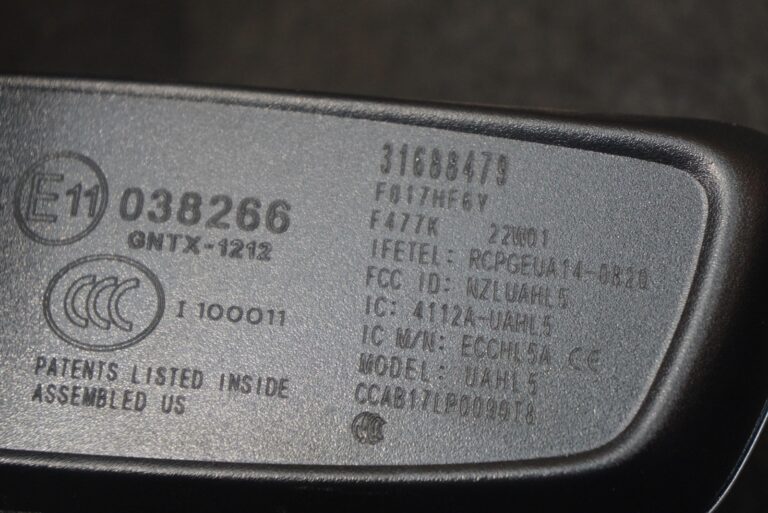 E11 038266
GNTX-1212
CCC I 100011
PATENTS LISTED INSIDE
ASSEMBLED US
31688479
F017HF6Y
F477K 22W01
IFETEL: RCPGEUA14-0820
FCC ID: NZLUAHL5
IC: 4112A-UAHL5
IC M/N: ECCHL5A CE
MODEL: UAHL5
CCAB17LP0099T8